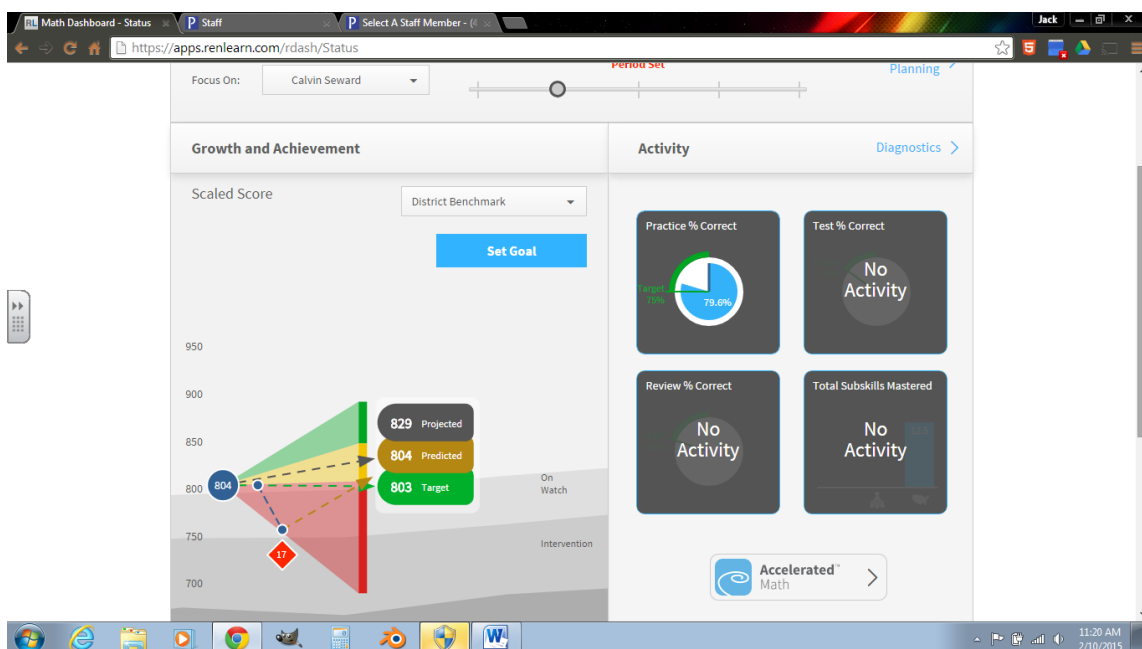 RL Math Dashboard - Status
P Staff
P Select A Staff Member - (4
Jack
https://apps.renlearn.com/rdash/Status
Focus On:
Calvin Seward
Period Set
Planning
Growth and Achievement
Activity
Diagnostics
Scaled Score
District Benchmark
Set Goal
Practice % Correct
Target
75%
79.6%
Test % Correct
No
Activity
Review % Correct
No
Activity
Total Subskills Mastered
No
Activity
950
900
850
800
750
700
804
17
829 Projected
804 Predicted
803 Target
On
Watch
Intervention
Accelerated™
Math
11:20 AM
2/10/2015